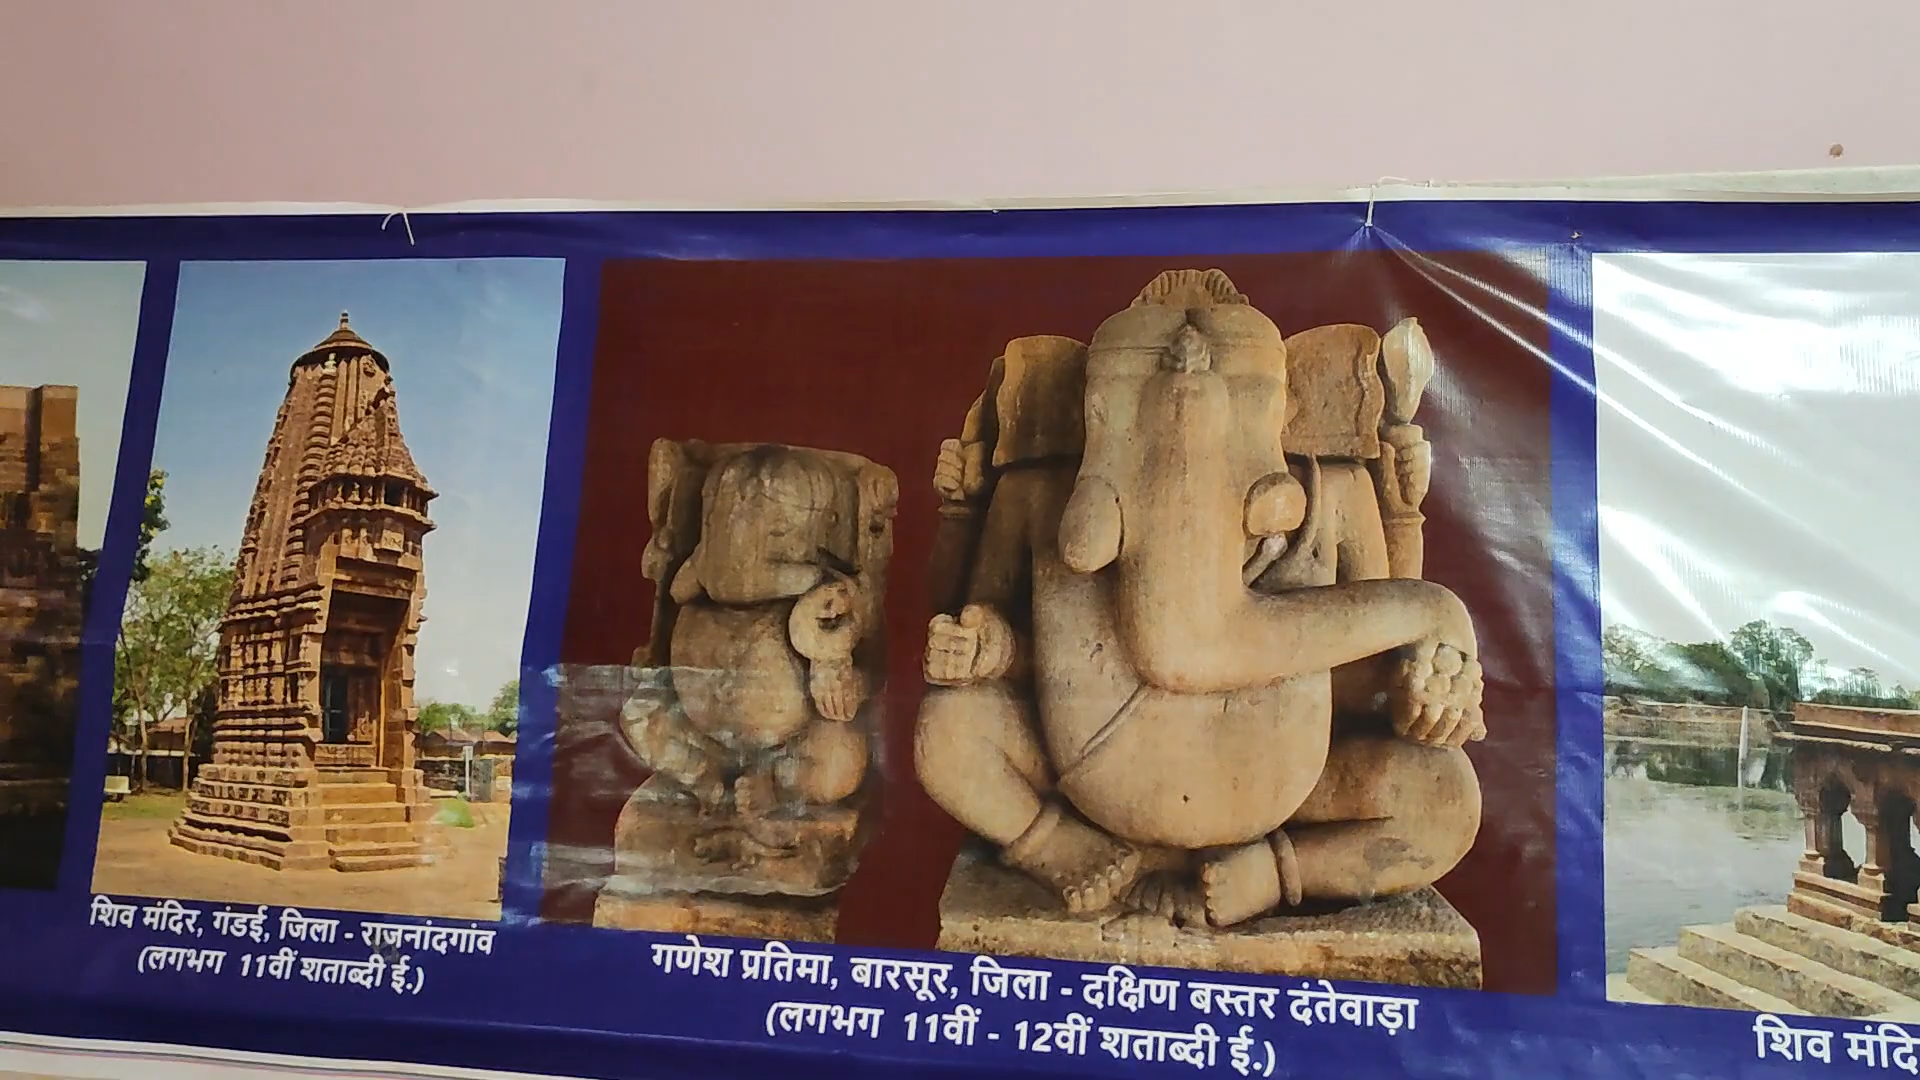 शिव मंदिर, गंडई, जिला - राजनांदगांव
(लगभग 11वीं शताब्दी ई.)
गणेश प्रतिमा, बारसूर, जिला - दक्षिण बस्तर दंतेवाड़ा
(लगभग 11वीं - 12वीं शताब्दी ई.)
शिव